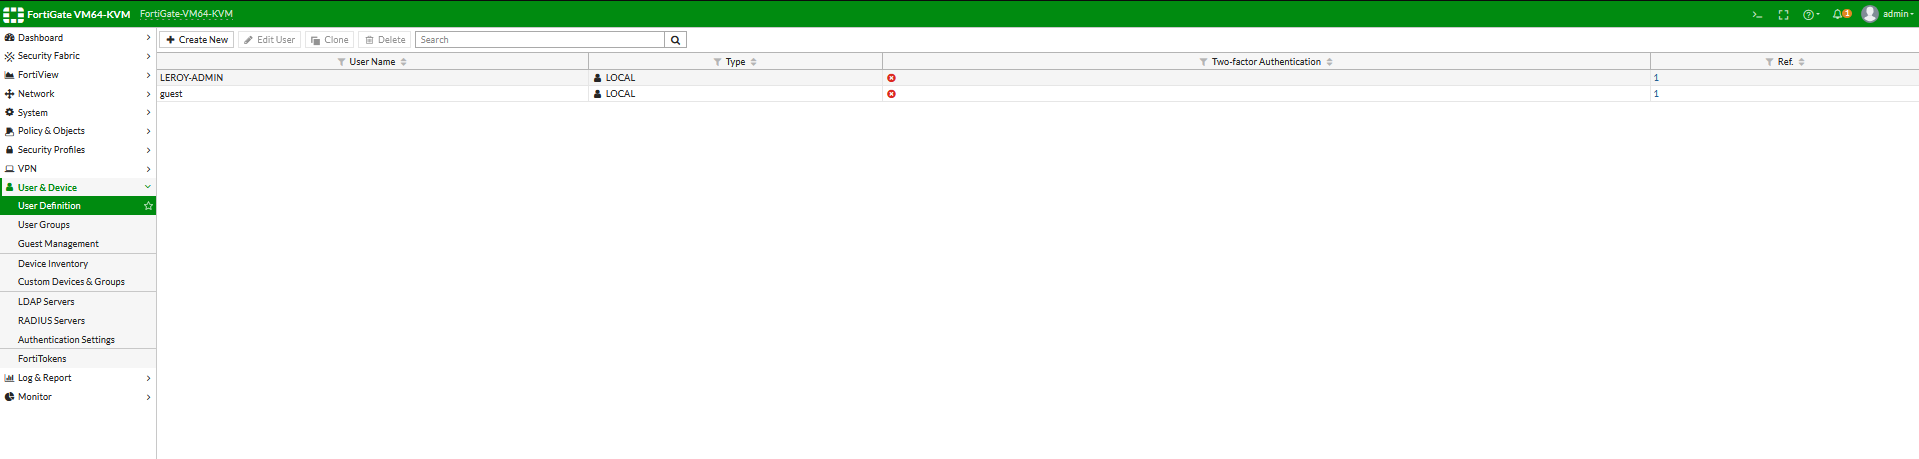 FortiGate VM64-KVM FortiGate-VM64-KVM >_ 1 admin
Dashboard
Security Fabric
FortiView
Network
System
Policy & Objects
Security Profiles
VPN
User & Device
User Definition
User Groups
Guest Management
Device Inventory
Custom Devices & Groups
LDAP Servers
RADIUS Servers
Authentication Settings
FortiTokens
Log & Report
Monitor
+ Create New Edit User Clone Delete Search
User Name Type Two-factor Authentication Ref.
LEROY-ADMIN LOCAL 1
guest LOCAL 1